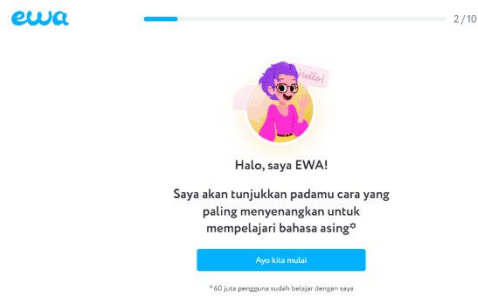 ewa
2 / 10
Hello!
Halo, saya EWA!
Saya akan tunjukkan padamu cara yang
paling menyenangkan untuk
mempelajari bahasa asing*
Ayo kita mulai
* 60 juta pengguna sudah belajar dengan saya